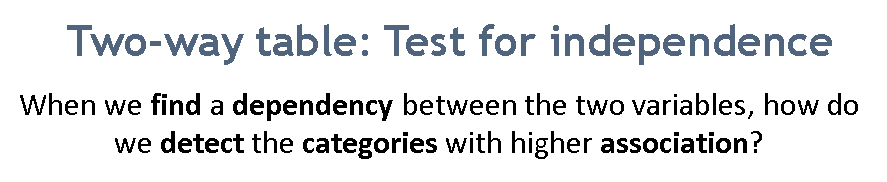 Two-way table: Test for independence
When we find a dependency between the two variables, how do
we detect the categories with higher association?